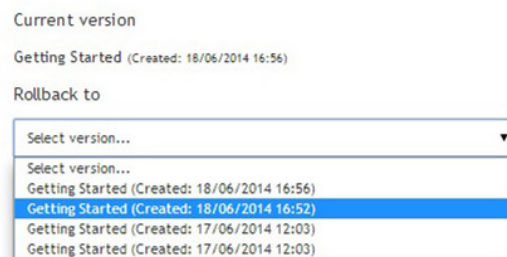 Current version
Getting Started (Created: 18/06/2014 16:56)
Rollback to
Select version...
Select version...
Getting Started (Created: 18/06/2014 16:56)
Getting Started (Created: 18/06/2014 16:52)
Getting Started (Created: 17/06/2014 12:03)
Getting Started (Created: 17/06/2014 12:03)